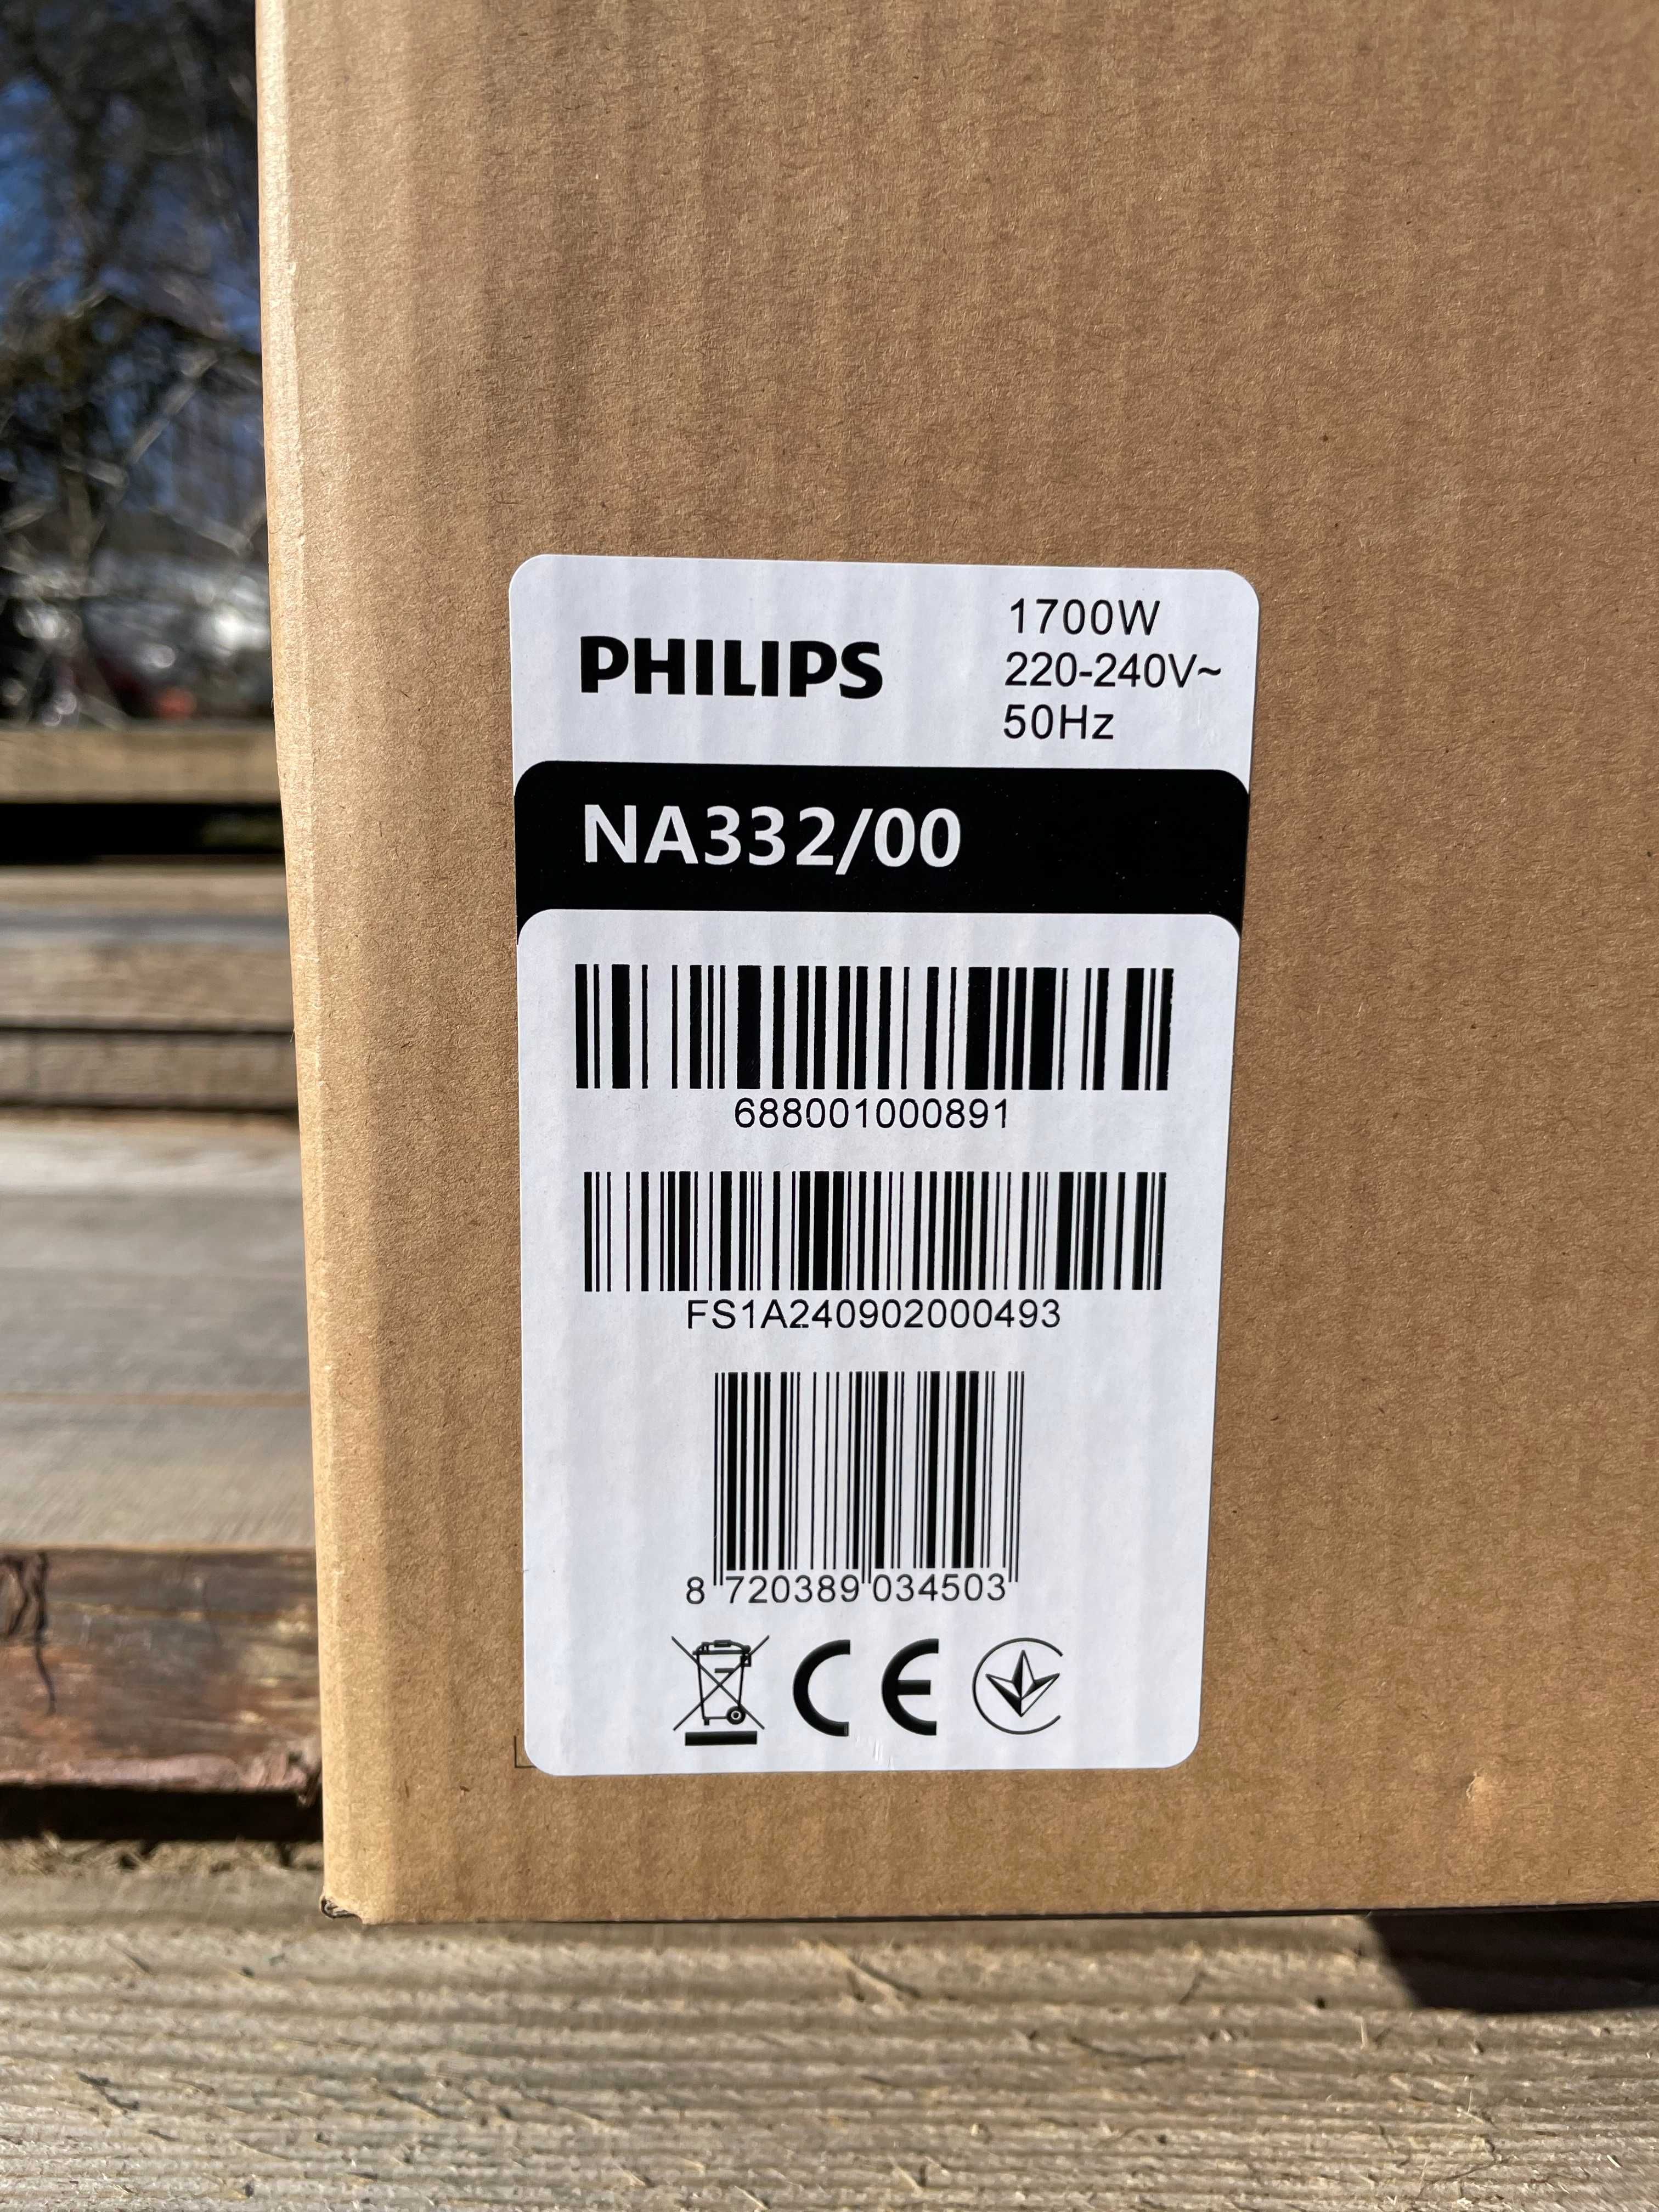 PHILIPS
1700W
220-240V~
50Hz
NA332/00
688001000891
FS1A240902000493
8 720389 034503
CE